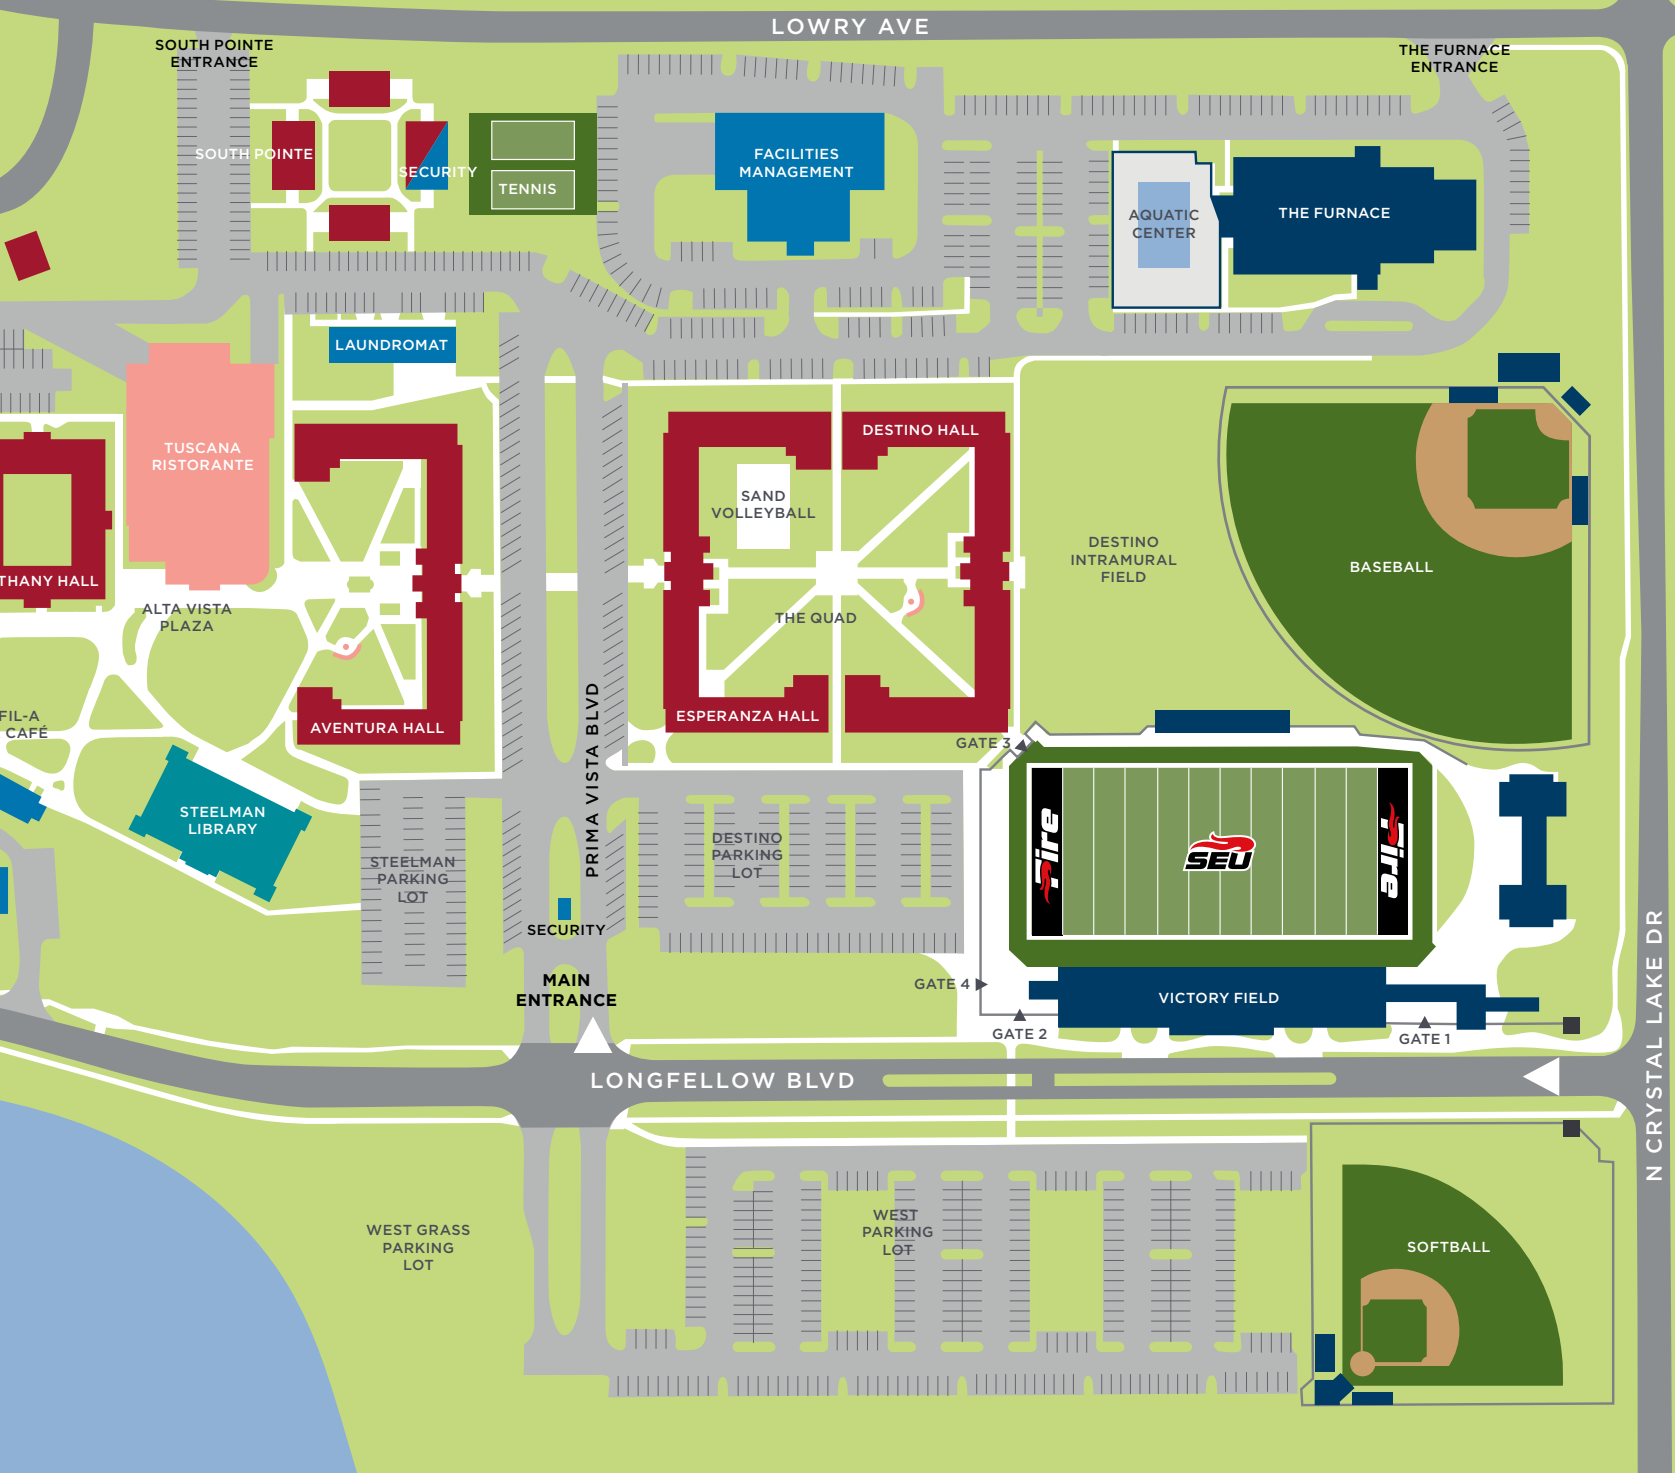 LOWRY AVE
SOUTH POINTE
ENTRANCE
THE FURNACE
ENTRANCE
SOUTH POINTE
SECURITY
TENNIS
FACILITIES
MANAGEMENT
AQUATIC
CENTER
THE FURNACE
LAUNDROMAT
TUSCANA
RISTORANTE
DESTINO HALL
SAND
VOLLEYBALL
DESTINO
INTRAMURAL
FIELD
BASEBALL
THANY HALL
ALTA VISTA
PLAZA
THE QUAD
FIL-A
CAFÉ
AVENTURA HALL
ESPERANZA HALL
PRIMA VISTA BLVD
GATE 3
STEELMAN
LIBRARY
STEELMAN
PARKING
LOT
DESTINO
PARKING
LOT
Fire
SEU
Fire
SECURITY
MAIN
ENTRANCE
GATE 4
VICTORY FIELD
GATE 2
GATE 1
LONGFELLOW BLVD
N CRYSTAL LAKE DR
WEST GRASS
PARKING
LOT
WEST
PARKING
LOT
SOFTBALL